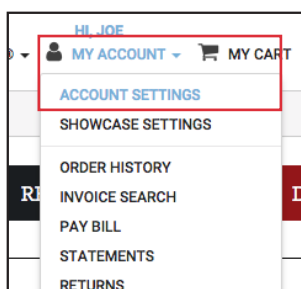 HI, JOE
MY ACCOUNT
MY CART
ACCOUNT SETTINGS
SHOWCASE SETTINGS
ORDER HISTORY
INVOICE SEARCH
PAY BILL
STATEMENTS
RETURNS